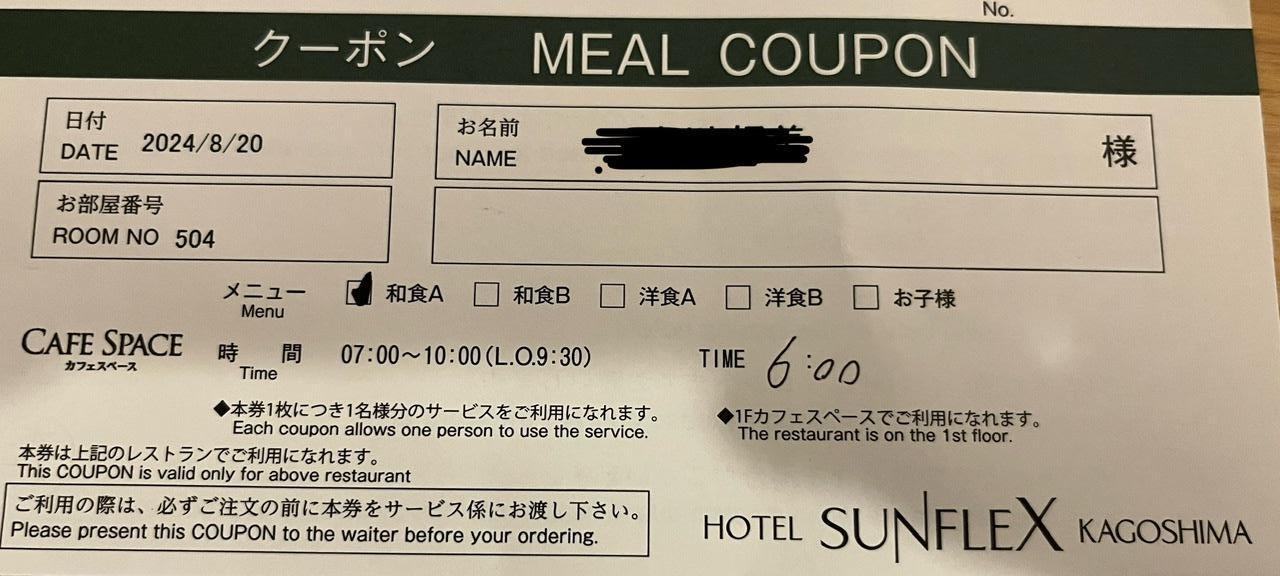 No.
クーポン MEAL COUPON
日付
DATE 2024/8/20
お名前
NAME 様
お部屋番号
ROOM NO 504
メニュー 和食A 和食B 洋食A 洋食B お子様
Menu
CAFE SPACE
カフェスペース
時 間 07:00〜10:00(L.O.9:30) TIME 6:00
Time
◆本券1枚につき1名様分のサービスをご利用になれます。
Each coupon allows one person to use the service.
◆1Fカフェスペースでご利用になれます。
The restaurant is on the 1st floor.
本券は上記のレストランでご利用になれます。
This COUPON is valid only for above restaurant
ご利用の際は、必ずご注文の前に本券をサービス係にお渡し下さい。
Please present this COUPON to the waiter before your ordering.
HOTEL SUNFLEX KAGOSHIMA